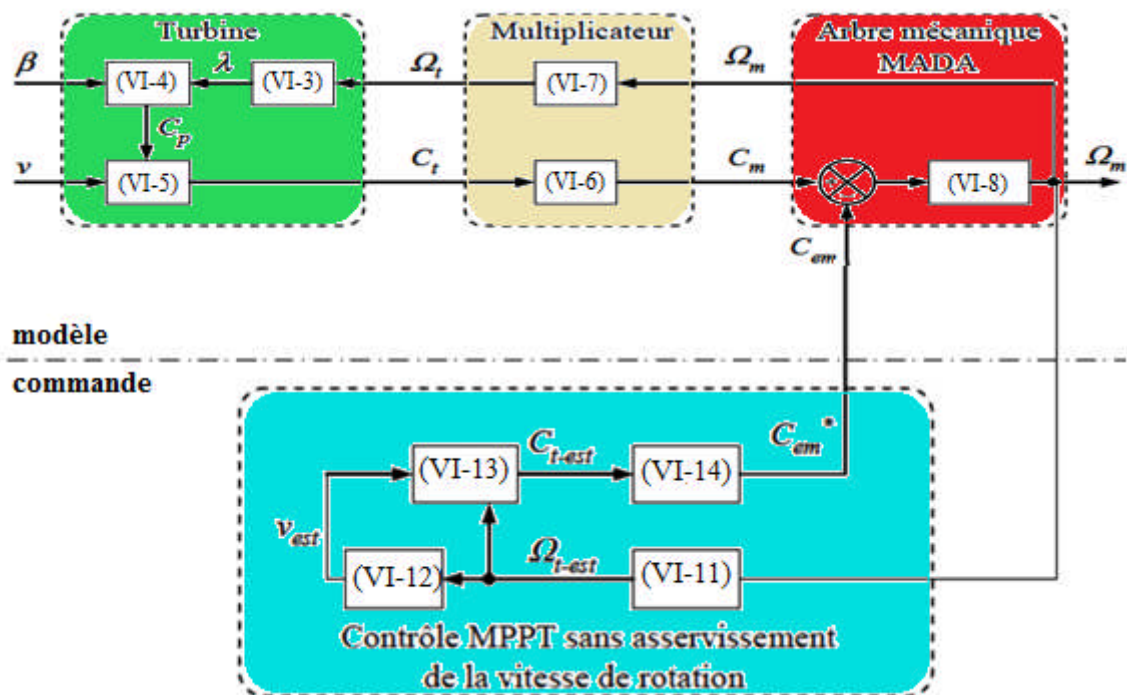 Turbine
Multiplicateur
Arbre mécanique
MADA
β
(VI-4)
λ
(VI-3)
Ω_t
(VI-7)
Ω_m
C_p
ν
(VI-5)
C_t
(VI-6)
C_m
(VI-8)
Ω_m
C_em
modèle
commande
C_em*
C_t-est
(VI-13)
(VI-14)
v_est
Ω_t-est
(VI-12)
(VI-11)
Contrôle MPPT sans asservissement
de la vitesse de rotation